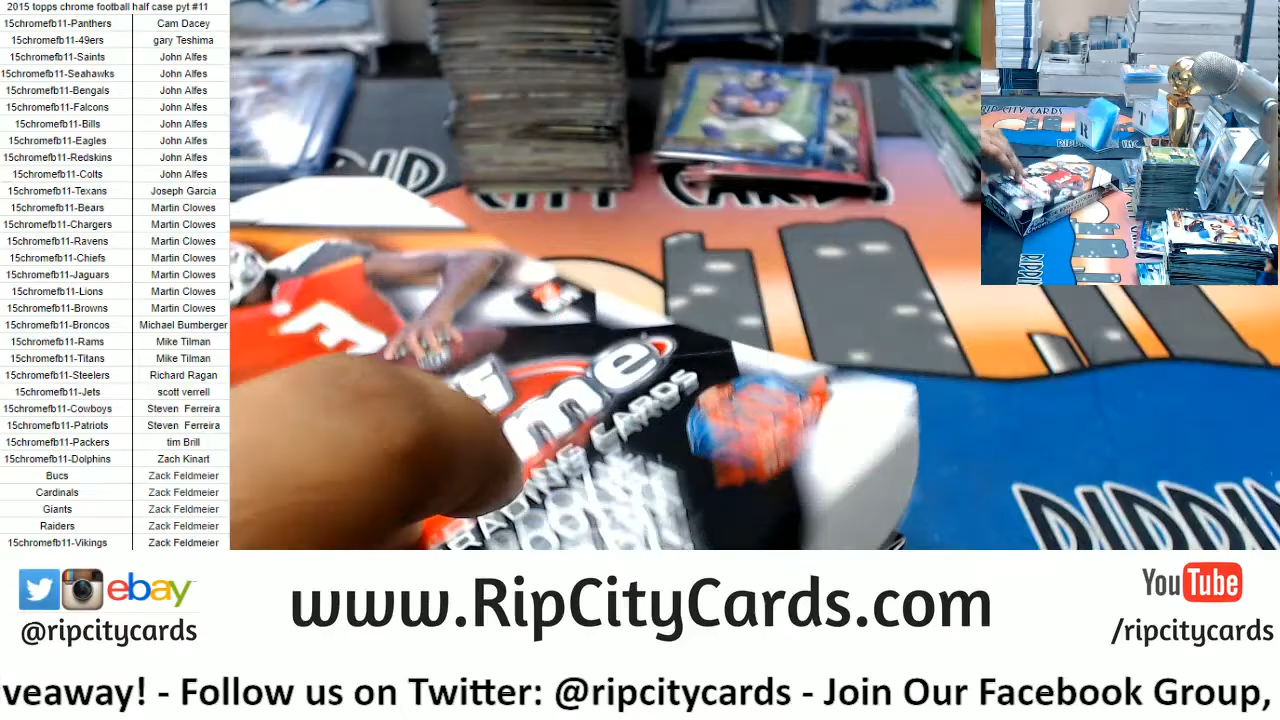 2015 topps chrome football half case pyt #11
15chromefb11-Panthers Cam Dacey
15chromefb11-49ers gary Teshima
15chromefb11-Saints John Alfes
15chromefb11-Seahawks John Alfes
15chromefb11-Bengals John Alfes
15chromefb11-Falcons John Alfes
15chromefb11-Bills John Alfes
15chromefb11-Eagles John Alfes
15chromefb11-Redskins John Alfes
15chromefb11-Colts John Alfes
15chromefb11-Texans Joseph Garcia
15chromefb11-Bears Martin Clowes
15chromefb11-Chargers Martin Clowes
15chromefb11-Ravens Martin Clowes
15chromefb11-Chiefs Martin Clowes
15chromefb11-Jaguars Martin Clowes
15chromefb11-Lions Martin Clowes
15chromefb11-Browns Martin Clowes
15chromefb11-Broncos Michael Bumberger
15chromefb11-Rams Mike Tilman
15chromefb11-Titans Mike Tilman
15chromefb11-Steelers Richard Ragan
15chromefb11-Jets scott verrell
15chromefb11-Cowboys Steven Ferreira
15chromefb11-Patriots Steven Ferreira
15chromefb11-Packers tim Brill
15chromefb11-Dolphins Zach Kinart
Bucs Zack Feldmeier
Cardinals Zack Feldmeier
Giants Zack Feldmeier
Raiders Zack Feldmeier
15chromefb11-Vikings Zack Feldmeier
CITY CARDS
RIP CITY CARDS
R T
TRADING CARDS
ebay
@ripcitycards
www.RipCityCards.com
YouTube
/ripcitycards
iveaway! - Follow us on Twitter: @ripcitycards - Join Our Facebook Group,